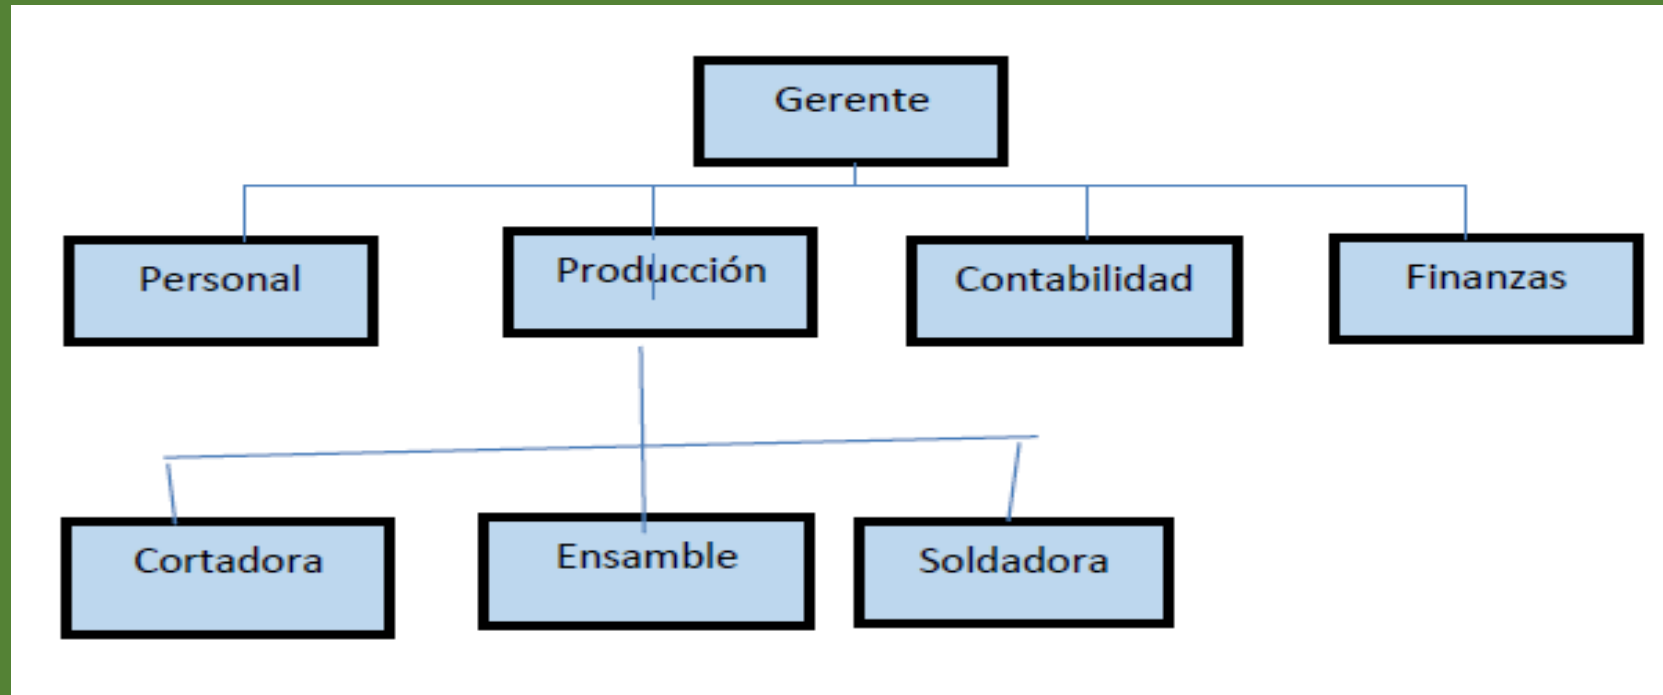 Gerente
Personal
Producción
Contabilidad
Finanzas
Cortadora
Ensamble
Soldadora